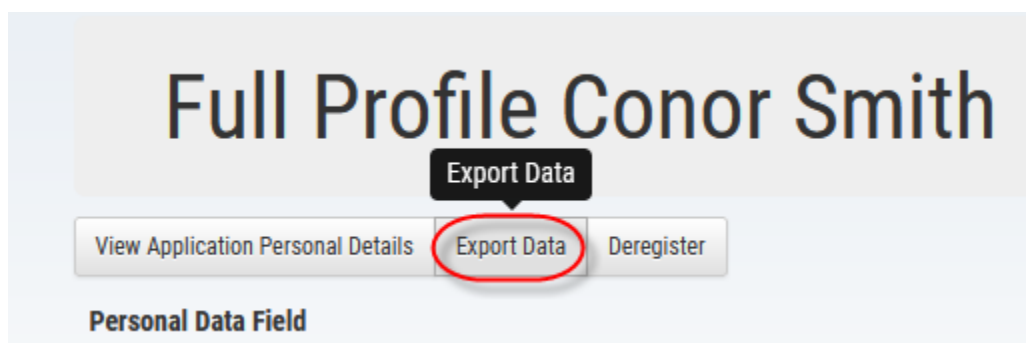 Full Profile Conor Smith
Export Data
View Application Personal Details Export Data Deregister
Personal Data Field